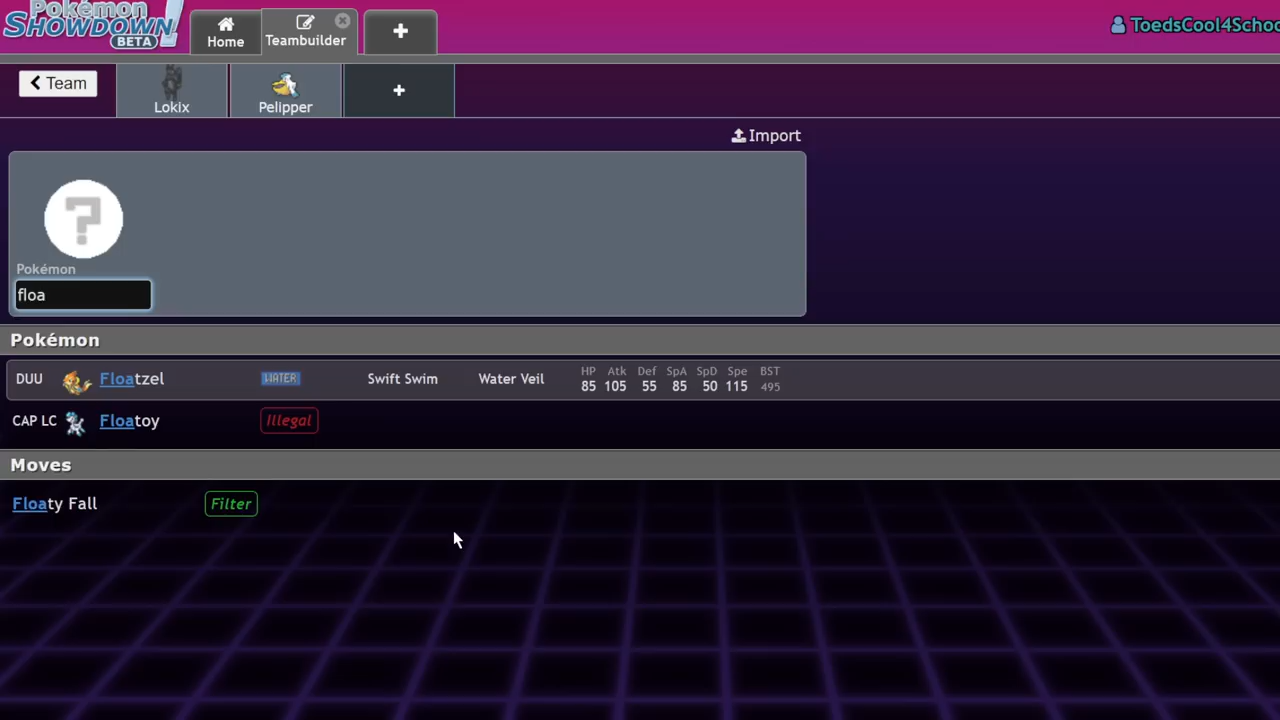 Pokémon
SHOWDOWN!
BETA
Home
Teambuilder
ToedsCool4Schoo
Team
Lokix
Pelipper
Import
Pokémon
floa
Pokémon
DUU Floatzel WATER Swift Swim Water Veil HP 85 Atk 105 Def 55 SpA 85 SpD 50 Spe 115 BST 495
CAP LC Floatoy Illegal
Moves
Floaty Fall Filter